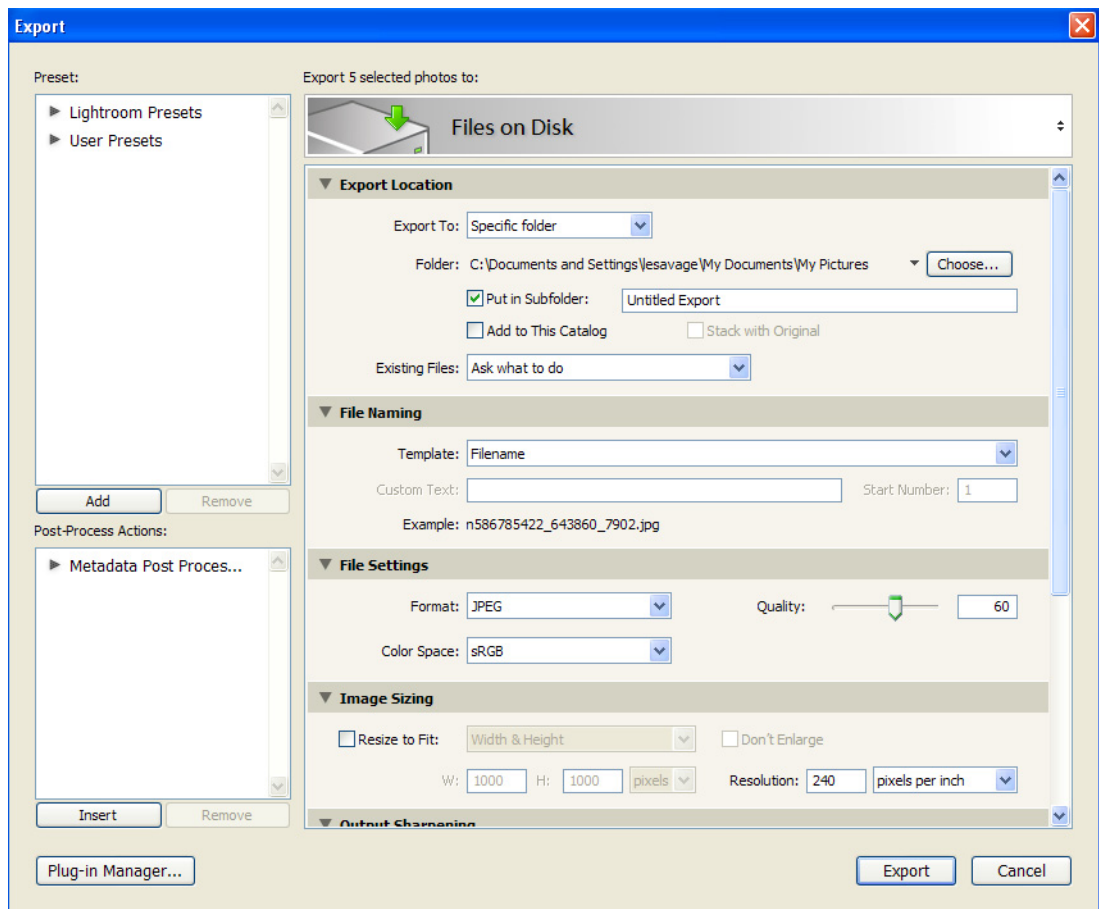 Export
Preset:
Lightroom Presets
User Presets
Add Remove
Post-Process Actions:
Metadata Post Proces...
Insert Remove
Plug-in Manager...
Export 5 selected photos to:
Files on Disk
Export Location
Export To: Specific folder
Folder: C:\Documents and Settings\lesavage\My Documents\My Pictures Choose...
Put in Subfolder: Untitled Export
Add to This Catalog Stack with Original
Existing Files: Ask what to do
File Naming
Template: Filename
Custom Text: Start Number: 1
Example: n586785422_643860_7902.jpg
File Settings
Format: JPEG Quality: 60
Color Space: sRGB
Image Sizing
Resize to Fit: Width & Height Don't Enlarge
W: 1000 H: 1000 pixels Resolution: 240 pixels per inch
Output Sharpening
Export Cancel